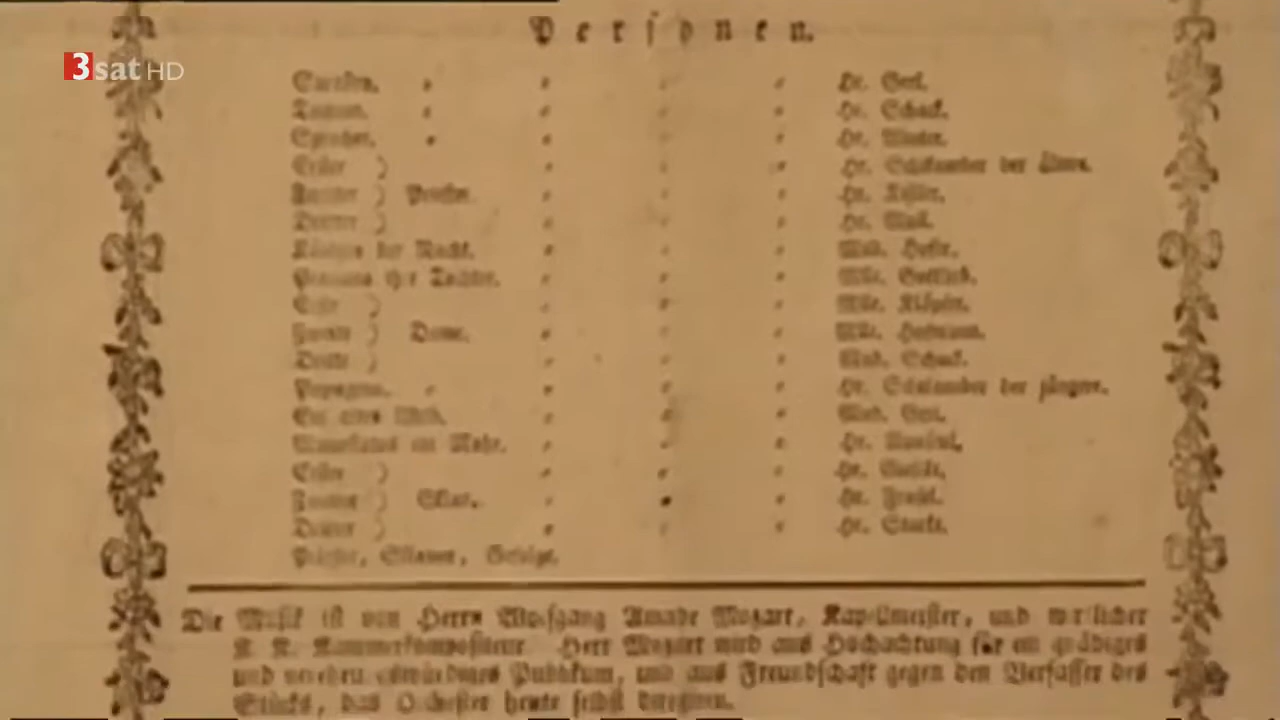 3sat HD
Personen.
Sarastro. Hr. Gerl.
Tamino. Hr. Schack.
Sprecher. Hr. Winter.
Erster ) Hr. Schikaneder der ältere.
Zweiter ) Priester. Hr. Kistler.
Dritter ) Hr. Moll.
Königin der Nacht. Mad. Hofer.
Pamina ihre Tochter. Mlle. Gottlieb.
Erste ) Mlle. Klöpfer.
Zweite ) Dame. Mlle. Hofmann.
Dritte ) Mad. Schack.
Papageno. Hr. Schikaneder der jüngere.
Ein altes Weib. Mad. Gerl.
Monostatos ein Mohr. Hr. Nouseul.
Erster ) Hr. Gieseke.
Zweiter ) Sklav. Hr. Frasel.
Dritter ) Hr. Starke.
Priester, Sklaven, Gefolge.
Die Musik ist von Herrn Wolfgang Amade Mozart, Kapellmeister, und wirklicher
K. K. Kammerkompositeur. Herr Mozart wird aus Hochachtung für ein gnädiges
und verehrungswürdiges Publikum, und aus Freundschaft gegen den Verfasser des
Stücks, das Orchester heute selbst dirigiren.